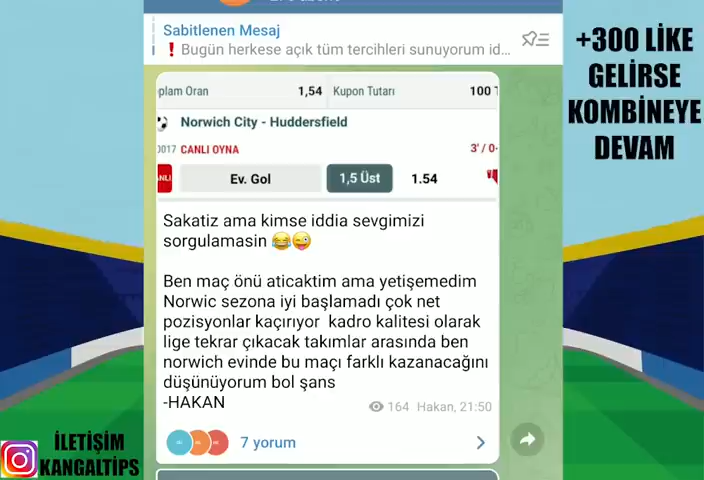 Sabitlenen Mesaj
❗ Bugün herkese açık tüm tercihleri sunuyorum id...
+300 LİKE
GELİRSE
KOMBİNEYE
DEVAM
oplam Oran 1,54 Kupon Tutarı 100 T
Norwich City - Huddersfield
0017 CANLI OYNA 3' / 0-
Ev. Gol 1,5 Üst 1.54
Sakatiz ama kimse iddia sevgimizi
sorgulamasin 😂😜
Ben maç önü aticaktim ama yetişemedim
Norwic sezona iyi başlamadı çok net
pozisyonlar kaçırıyor kadro kalitesi olarak
lige tekrar çıkacak takımlar arasında ben
norwich evinde bu maçı farklı kazanacağını
düşünüyorum bol şans
-HAKAN
164 Hakan, 21:50
7 yorum
İLETİŞİM
KANGALTİPS